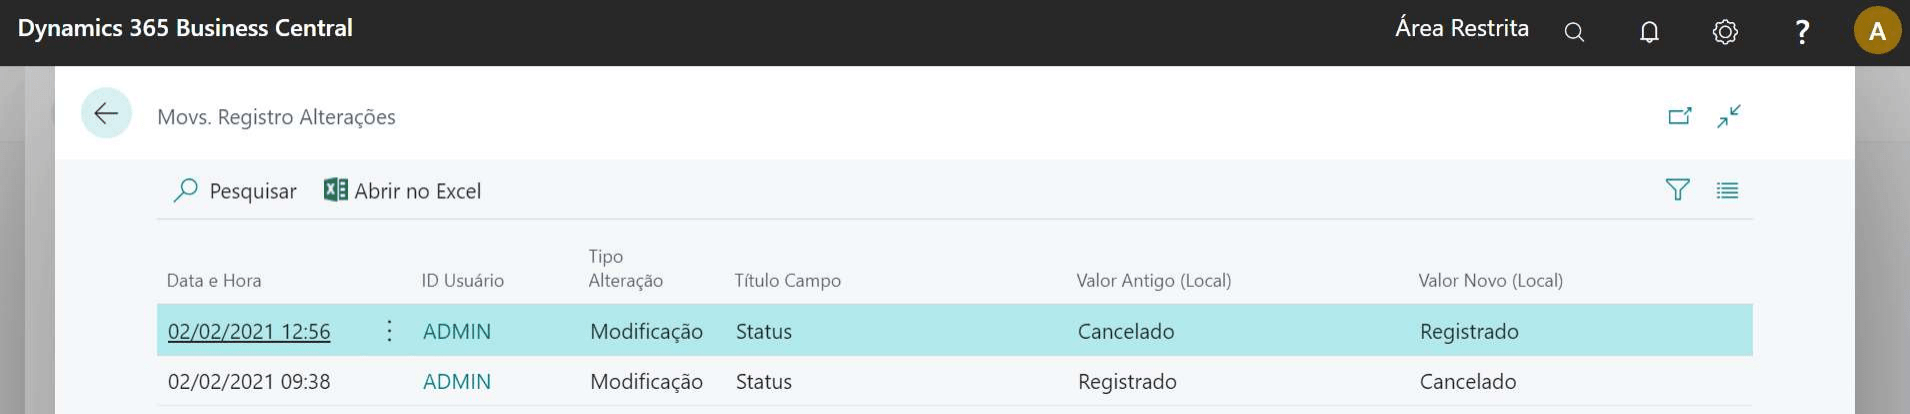 Dynamics 365 Business Central
Área Restrita
?
A
Movs. Registro Alterações
Pesquisar
Abrir no Excel
Data e Hora
ID Usuário
Tipo
Alteração
Título Campo
Valor Antigo (Local)
Valor Novo (Local)
02/02/2021 12:56 ADMIN Modificação Status Cancelado Registrado
02/02/2021 09:38 ADMIN Modificação Status Registrado Cancelado